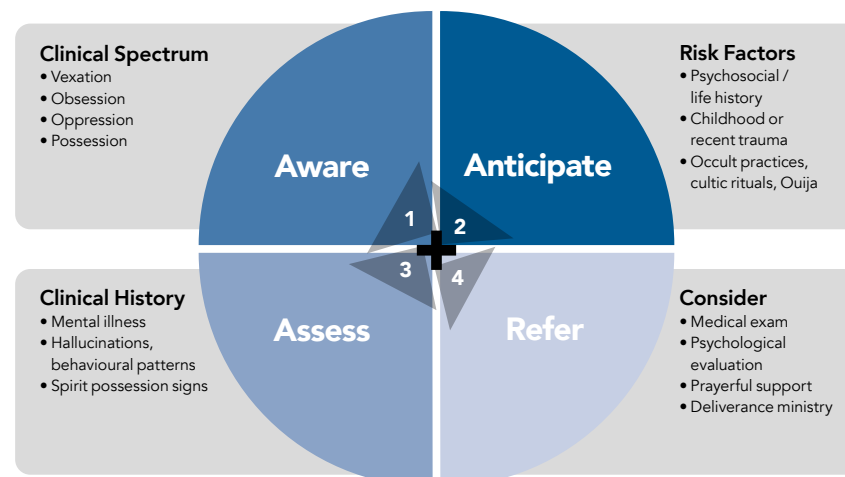 Clinical Spectrum
• Vexation
• Obsession
• Oppression
• Possession
Aware
1
Risk Factors
• Psychosocial /
life history
• Childhood or
recent trauma
• Occult practices,
cultic rituals, Ouija
Anticipate
2
Clinical History
• Mental illness
• Hallucinations,
behavioural patterns
• Spirit possession signs
Assess
3
Consider
• Medical exam
• Psychological
evaluation
• Prayerful support
• Deliverance ministry
Refer
4